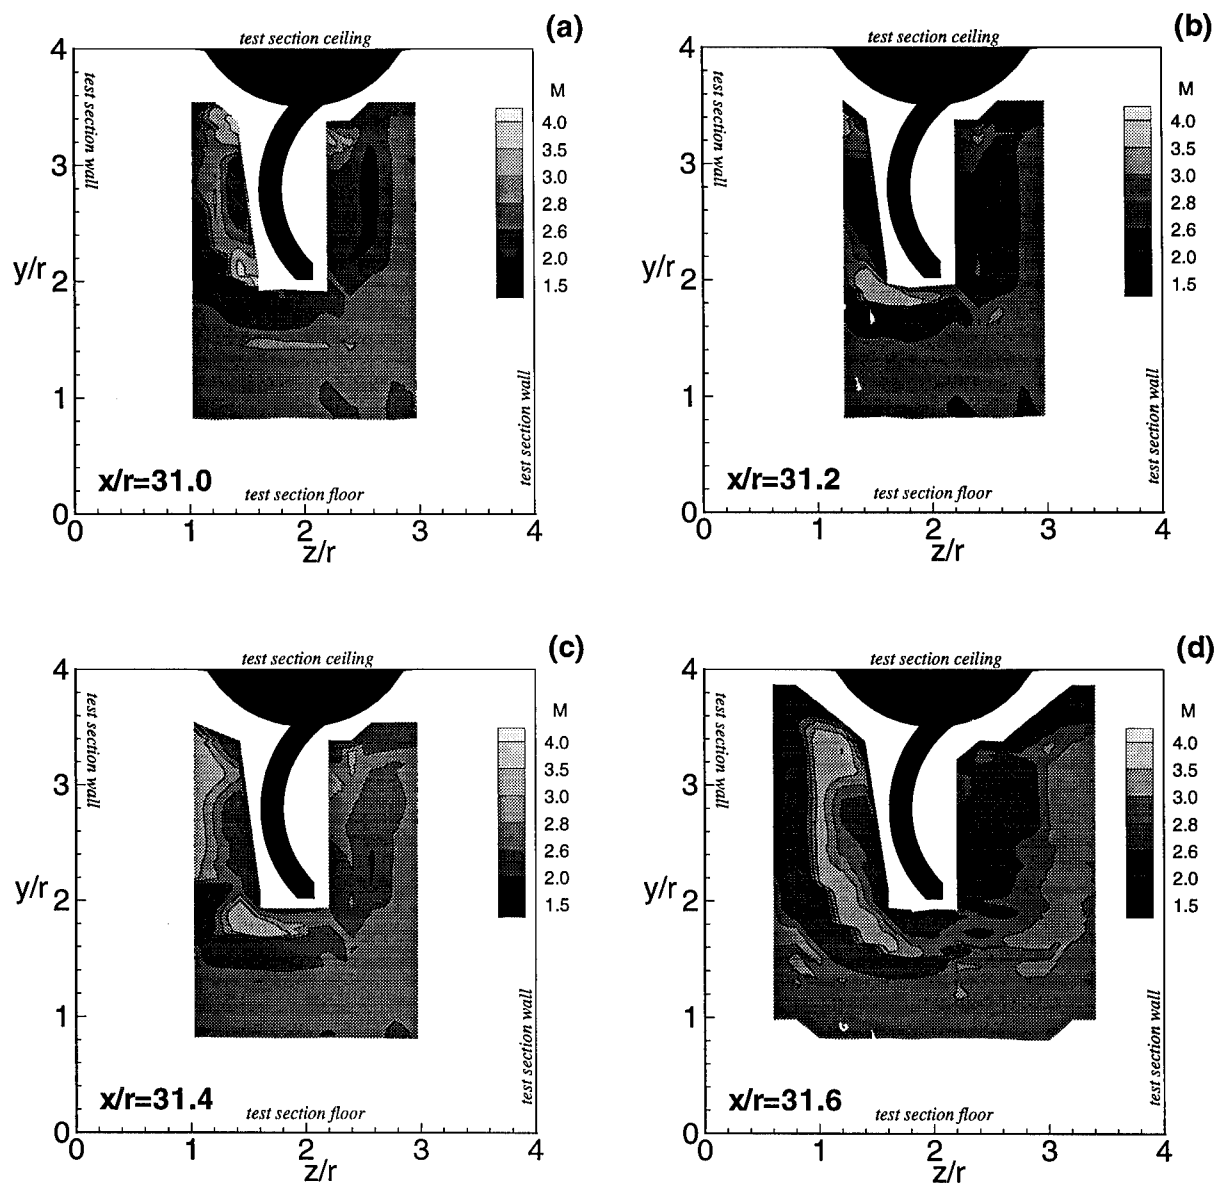 (a)
test section ceiling
4
test section wall
M
4.0
3.5
3.0
2.8
2.6
2.0
1.5
3
y/r
2
1
test section wall
x/r=31.0
test section floor
0
0 1 2 3 4
z/r
(b)
test section ceiling
4
test section wall
M
4.0
3.5
3.0
2.8
2.6
2.0
1.5
3
y/r
2
1
test section wall
x/r=31.2
test section floor
0
0 1 2 3 4
z/r
(c)
test section ceiling
4
test section wall
M
4.0
3.5
3.0
2.8
2.6
2.0
1.5
3
y/r
2
1
test section wall
x/r=31.4
test section floor
0
0 1 2 3 4
z/r
(d)
test section ceiling
4
test section wall
M
4.0
3.5
3.0
2.8
2.6
2.0
1.5
3
y/r
2
1
test section wall
x/r=31.6
test section floor
0
0 1 2 3 4
z/r